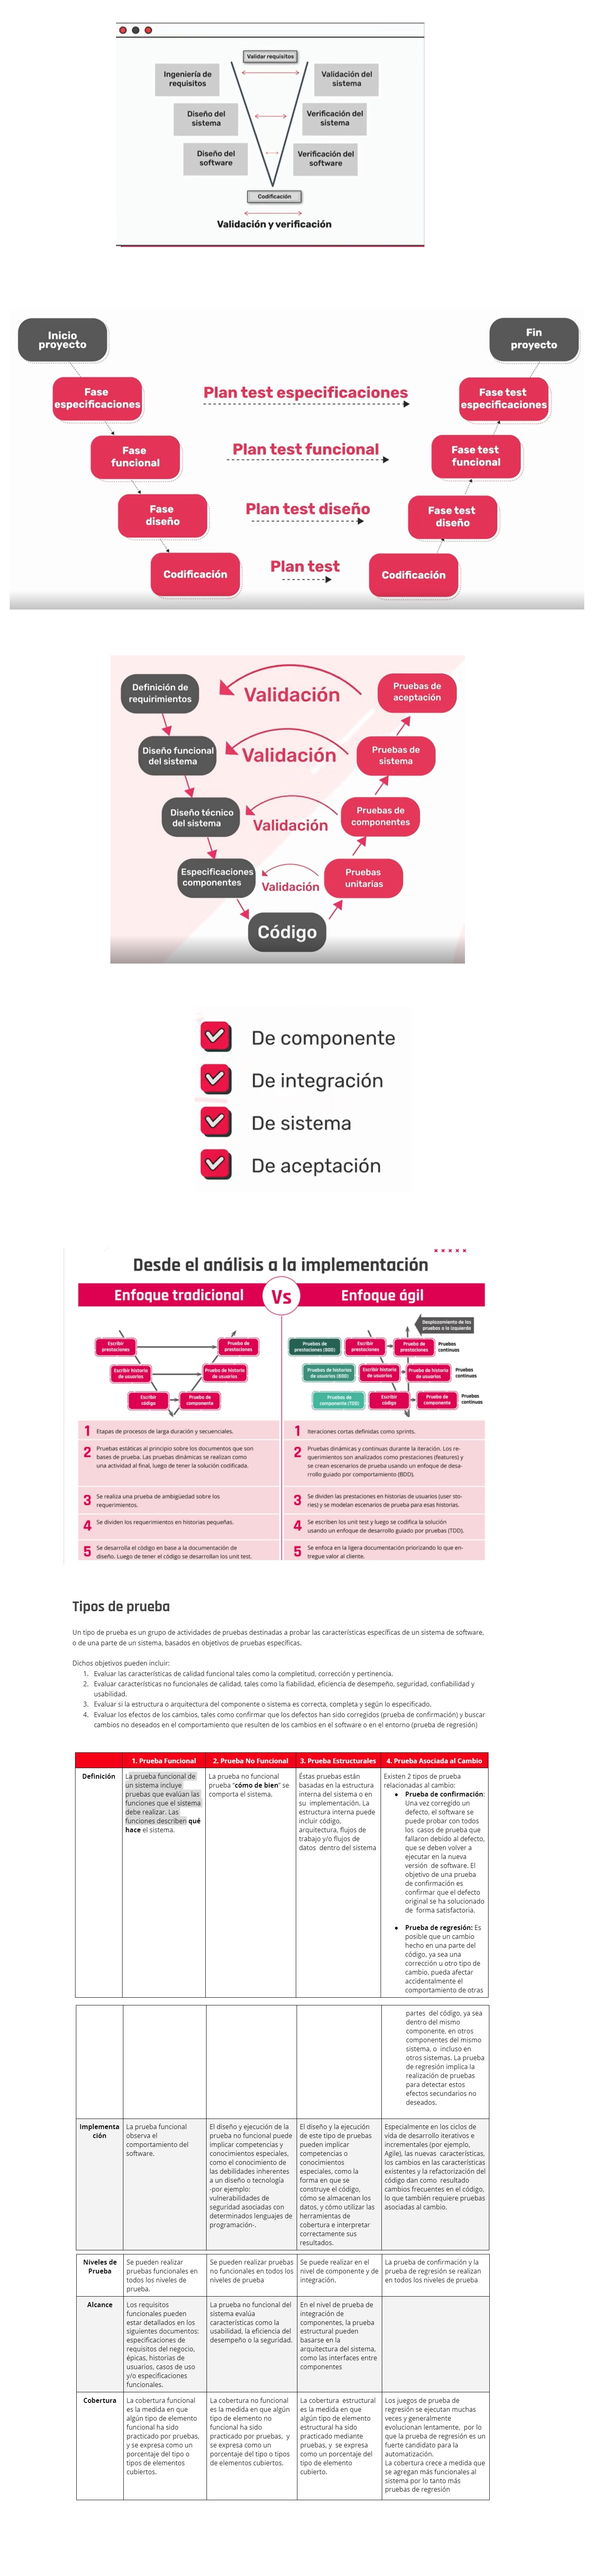 Validar requisitos
Ingeniería de
requisitos
Validación del
sistema
Diseño del
sistema
Verificación del
sistema
Diseño del
software
Verificación del
software
Codificación
Validación y verificación
Inicio
proyecto
Fin
proyecto
Fase
especificaciones
Plan test especificaciones
Fase test
especificaciones
Fase
funcional
Plan test funcional
Fase test
funcional
Fase
diseño
Plan test diseño
Fase test
diseño
Codificación
Plan test
Codificación
Definición de
requirimientos
Validación
Pruebas de
aceptación
Diseño funcional
del sistema
Validación
Pruebas de
sistema
Diseño técnico
del sistema
Validación
Pruebas de
componentes
Especificaciones
componentes
Validación
Pruebas
unitarias
Código
De componente
De integración
De sistema
De aceptación
Desde el análisis a la implementación
Enfoque tradicional
Vs
Enfoque ágil
Desplazamiento de las
pruebas a la izquierda
Escribir
prestaciones
Prueba de
prestaciones
Escribir historia
de usuarios
Prueba de historia
de usuarios
Escribir
código
Prueba de
componente
Pruebas de
prestaciones (BDD)
Escribir
prestaciones
Prueba de
prestaciones
Pruebas
continuos
Pruebas de historias
de usuarios (BDD)
Escribir historia
de usuarios
Prueba de historia
de usuarios
Pruebas
continuas
Pruebas de
componente (TDD)
Escribir
código
Prueba de
componente
Pruebas
continuas
1 Etapas de procesos de larga duración y secuenciales.
2 Pruebas estáticas al principio sobre los documentos que son
bases de prueba. Las pruebas dinámicas se realizan como
una actividad al final, luego de tener la solución codificada.
3 Se realiza una prueba de ambigüedad sobre los
requerimientos.
4 Se dividen los requerimientos en historias pequeñas.
5 Se desarrolla el código en base a la documentación de
diseño. Luego de tener el código se desarrollan los unit test.
1 Iteraciones cortas definidas como sprints.
2 Pruebas dinámicas y continuas durante la iteración. Los re-
querimientos son analizados como prestaciones (features) y
se crean escenarios de prueba usando un enfoque de desa-
rrollo guiado por comportamiento (BDD).
3 Se dividen las prestaciones en historias de usuarios (user sto-
ries) y se modelan escenarios de prueba para esas historias.
4 Se escriben los unit test y luego se codifica la solución
usando un enfoque de desarrollo guiado por pruebas (TDD).
5 Se enfoca en la ligera documentación priorizando lo que en-
tregue valor al cliente.
Tipos de prueba
Un tipo de prueba es un grupo de actividades de pruebas destinadas a probar las características específicas de un sistema de software,
o de una parte de un sistema, basados en objetivos de pruebas específicas.
Dichos objetivos pueden incluir:
1. Evaluar las características de calidad funcional tales como la completitud, corrección y pertinencia.
2. Evaluar características no funcionales de calidad, tales como la fiabilidad, eficiencia de desempeño, seguridad, confiabilidad y
usabilidad.
3. Evaluar si la estructura o arquitectura del componente o sistema es correcta, completa y según lo especificado.
4. Evaluar los efectos de los cambios, tales como confirmar que los defectos han sido corregidos (prueba de confirmación) y buscar
cambios no deseados en el comportamiento que resulten de los cambios en el software o en el entorno (prueba de regresión)
1. Prueba Funcional
2. Prueba No Funcional
3. Prueba Estructurales
4. Prueba Asociada al Cambio
Definición
La prueba funcional de
un sistema incluye
pruebas que evalúan las
funciones que el sistema
debe realizar. Las
funciones describen qué
hace el sistema.
La prueba no funcional
prueba "cómo de bien" se
comporta el sistema.
Éstas pruebas están
basadas en la estructura
interna del sistema o en
su implementación. La
estructura interna puede
incluir código,
arquitectura, flujos de
trabajo y/o flujos de
datos dentro del sistema
Existen 2 tipos de prueba
relacionadas al cambio:
● Prueba de confirmación:
Una vez corregido un
defecto, el software se
puede probar con todos
los casos de prueba que
fallaron debido al defecto,
que se deben volver a
ejecutar en la nueva
versión de software. El
objetivo de una prueba
de confirmación es
confirmar que el defecto
original se ha solucionado
de forma satisfactoria.
● Prueba de regresión: Es
posible que un cambio
hecho en una parte del
código, ya sea una
corrección u otro tipo de
cambio, pueda afectar
accidentalmente el
comportamiento de otras
partes del código, ya sea
dentro del mismo
componente, en otros
componentes del mismo
sistema, o incluso en
otros sistemas. La prueba
de regresión implica la
realización de pruebas
para detectar estos
efectos secundarios no
deseados.
Implementa
ción
La prueba funcional
observa el
comportamiento del
software.
El diseño y ejecución de la
prueba no funcional puede
implicar competencias y
conocimientos especiales,
como el conocimiento de
las debilidades inherentes
a un diseño o tecnología
-por ejemplo:
vulnerabilidades de
seguridad asociadas con
determinados lenguajes de
programación-.
El diseño y la ejecución
de este tipo de pruebas
pueden implicar
competencias o
conocimientos
especiales, como la
forma en que se
construye el código,
cómo se almacenan los
datos, y cómo utilizar las
herramientas de
cobertura e interpretar
correctamente sus
resultados.
Especialmente en los ciclos de
vida de desarrollo iterativos e
incrementales (por ejemplo,
Agile), las nuevas características,
los cambios en las características
existentes y la refactorización del
código dan como resultado
cambios frecuentes en el código,
lo que también requiere pruebas
asociadas al cambio.
Niveles de
Prueba
Se pueden realizar
pruebas funcionales en
todos los niveles de
prueba.
Se pueden realizar pruebas
no funcionales en todos los
niveles de prueba
Se puede realizar en el
nivel de componente y de
integración.
La prueba de confirmación y la
prueba de regresión se realizan
en todos los niveles de prueba
Alcance
Los requisitos
funcionales pueden
estar detallados en los
siguientes documentos:
especificaciones de
requisitos del negocio,
épicas, historias de
usuarios, casos de uso
y/o especificaciones
funcionales.
La prueba no funcional del
sistema evalúa
características como la
usabilidad, la eficiencia del
desempeño o la seguridad.
En el nivel de prueba de
integración de
componentes, la prueba
estructural pueden
basarse en la
arquitectura del sistema,
como las interfaces entre
componentes
Cobertura
La cobertura funcional
es la medida en que
algún tipo de elemento
funcional ha sido
practicado por pruebas,
y se expresa como un
porcentaje del tipo o
tipos de elementos
cubiertos.
La cobertura no funcional
es la medida en que algún
tipo de elemento no
funcional ha sido
practicado por pruebas, y
se expresa como un
porcentaje del tipo o tipos
de elementos cubiertos.
La cobertura estructural
es la medida en que
algún tipo de elemento
estructural ha sido
practicado mediante
pruebas, y se expresa
como un porcentaje del
tipo de elemento
cubierto.
Los juegos de prueba de
regresión se ejecutan muchas
veces y generalmente
evolucionan lentamente, por lo
que la prueba de regresión es un
fuerte candidato para la
automatización.
La cobertura crece a medida que
se agregan más funcionales al
sistema por lo tanto más
pruebas de regresión